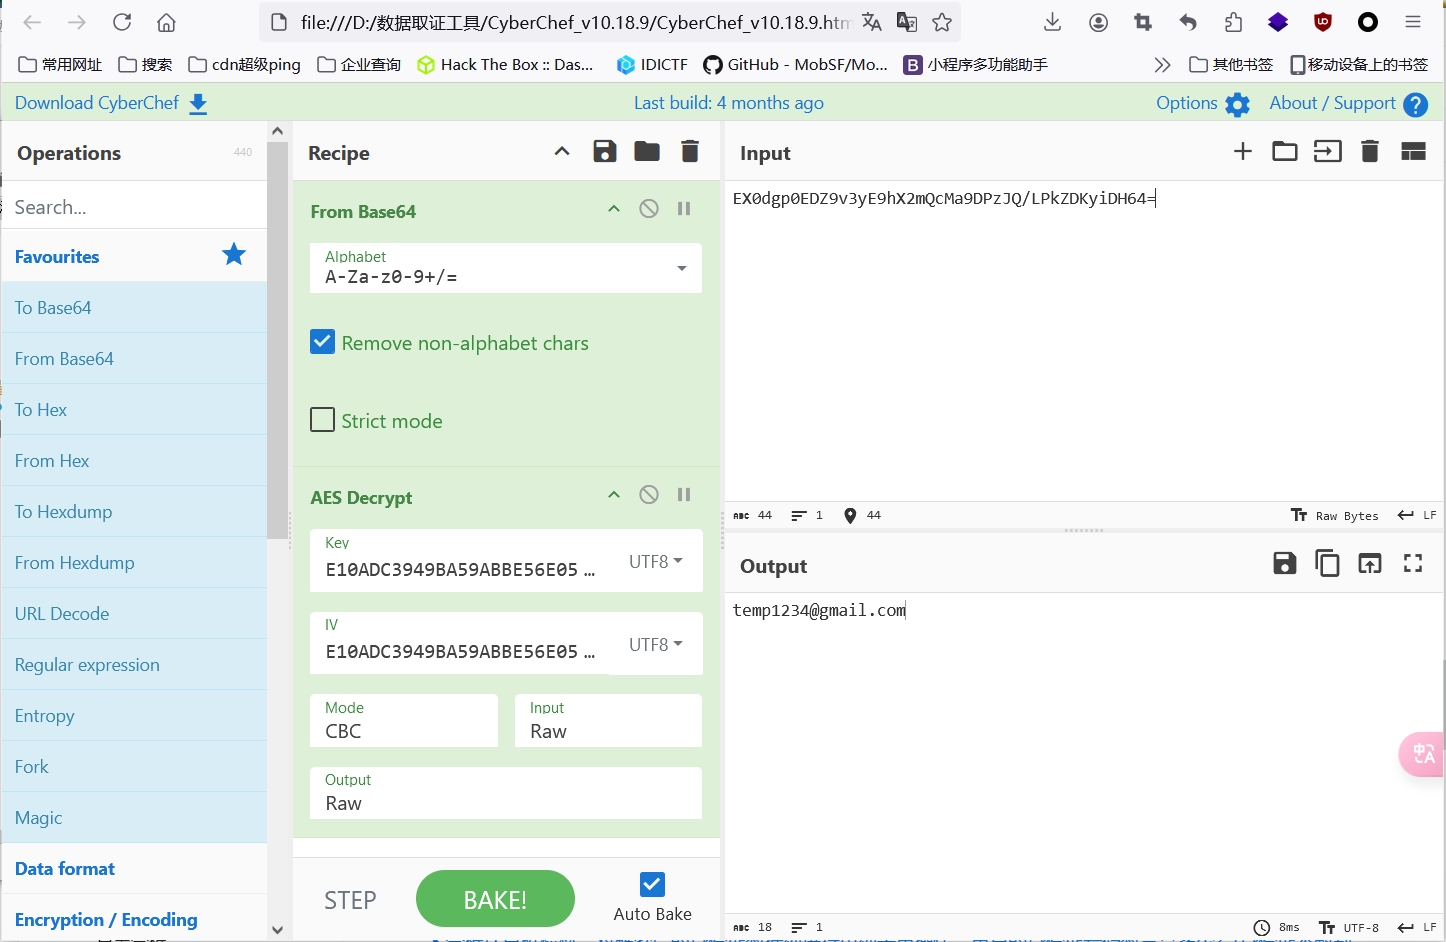 file:///D:/数据取证工具/CyberChef_v10.18.9/CyberChef_v10.18.9.htm
常用网址 搜索 cdn超级ping 企业查询 Hack The Box :: Das... IDICTF GitHub - MobSF/Mo... B 小程序多功能助手 其他书签 移动设备上的书签
Download CyberChef Last build: 4 months ago Options About / Support
Operations 440
Search...
Favourites
To Base64
From Base64
To Hex
From Hex
To Hexdump
From Hexdump
URL Decode
Regular expression
Entropy
Fork
Magic
Data format
Encryption / Encoding
Recipe
From Base64
Alphabet
A-Za-z0-9+/=
Remove non-alphabet chars
Strict mode
AES Decrypt
Key
E10ADC3949BA59ABBE56E05 ... UTF8
IV
E10ADC3949BA59ABBE56E05 ... UTF8
Mode Input
CBC Raw
Output
Raw
STEP BAKE! Auto Bake
Input
EX0dgp0EDZ9v3yE9hX2mQcMa9DPzJQ/LPkZDKyiDH64=
ABC 44 1 44 Raw Bytes LF
Output
temp1234@gmail.com
中A
ABC 18 1 8ms UTF-8 LF